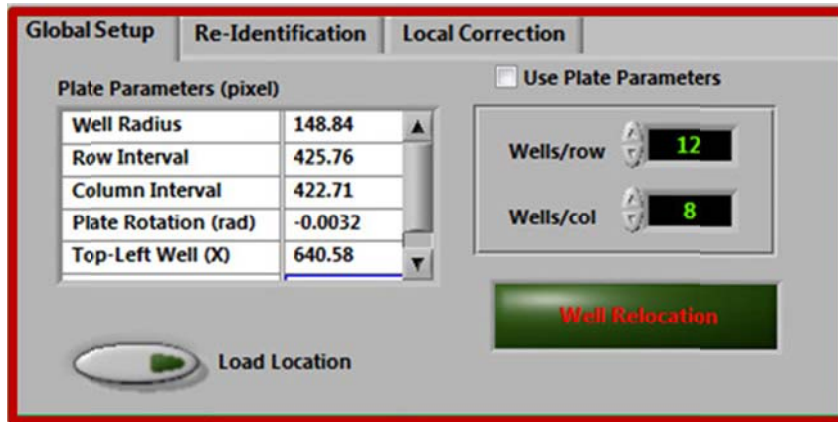 Global Setup Re-Identification Local Correction
Plate Parameters (pixel)
Well Radius 148.84
Row Interval 425.76
Column Interval 422.71
Plate Rotation (rad) -0.0032
Top-Left Well (X) 640.58
Use Plate Parameters
Wells/row 12
Wells/col 8
Well Relocation
Load Location